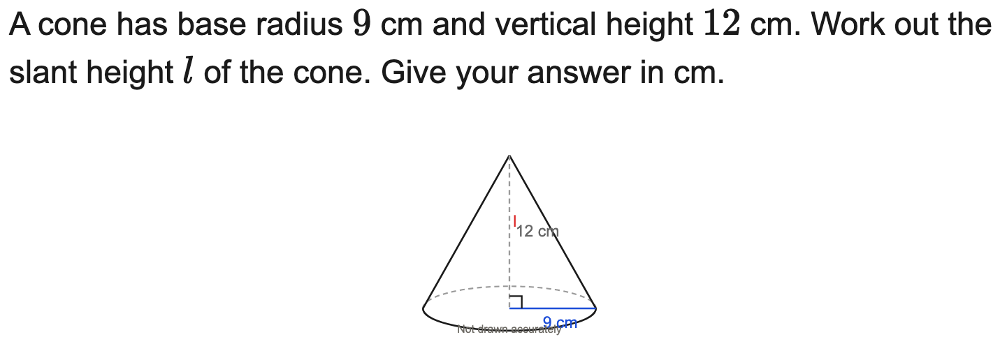 A cone has base radius 9 cm and vertical height 12 cm. Work out the
slant height l of the cone. Give your answer in cm.
l
12 cm
9 cm
Not drawn accurately